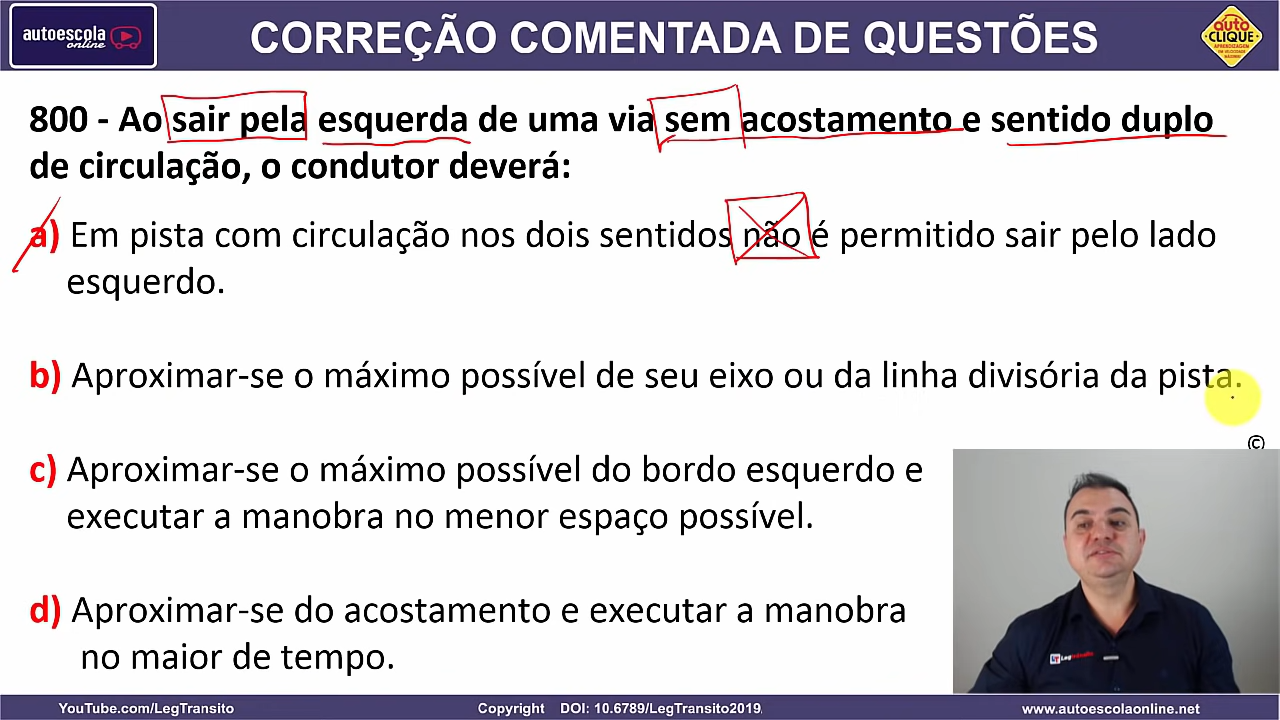 autoescola
online
CORREÇÃO COMENTADA DE QUESTÕES
auto
CLIQUE
800 - Ao sair pela esquerda de uma via sem acostamento e sentido duplo
de circulação, o condutor deverá:
a) Em pista com circulação nos dois sentidos não é permitido sair pelo lado
esquerdo.
b) Aproximar-se o máximo possível de seu eixo ou da linha divisória da pista.
©
c) Aproximar-se o máximo possível do bordo esquerdo e
executar a manobra no menor espaço possível.
d) Aproximar-se do acostamento e executar a manobra
no maior de tempo.
LT LegTrânsito
YouTube.com/LegTransito
Copyright DOI: 10.6789/LegTransito2019
www.autoescolaonline.net